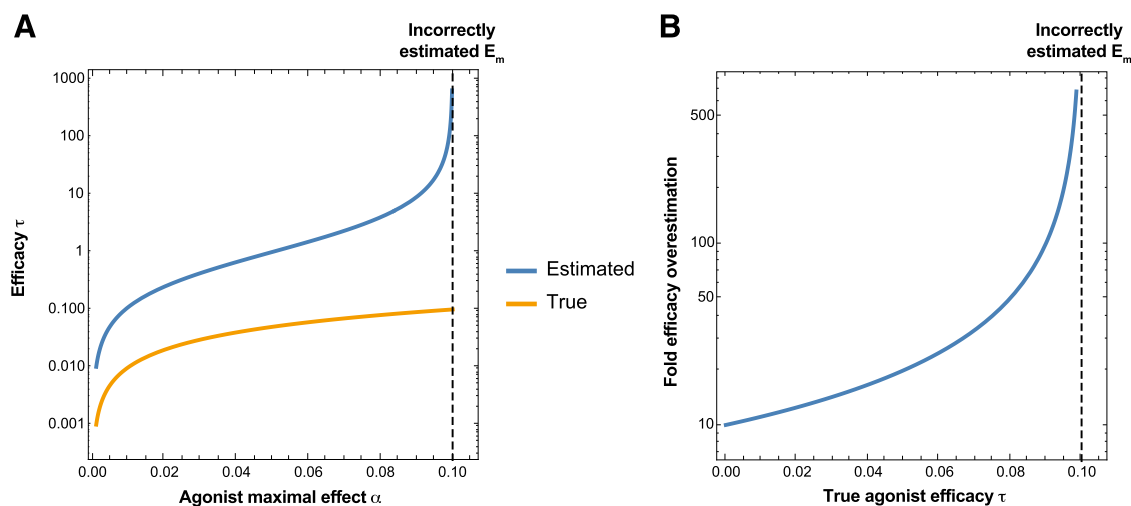 A
Incorrectly
estimated Em
1000
100
10
1
0.100
0.010
0.001
Efficacy τ
0.00 0.02 0.04 0.06 0.08 0.10
Agonist maximal effect α
Estimated
True
B
Incorrectly
estimated Em
500
100
50
10
Fold efficacy overestimation
0.00 0.02 0.04 0.06 0.08 0.10
True agonist efficacy τ